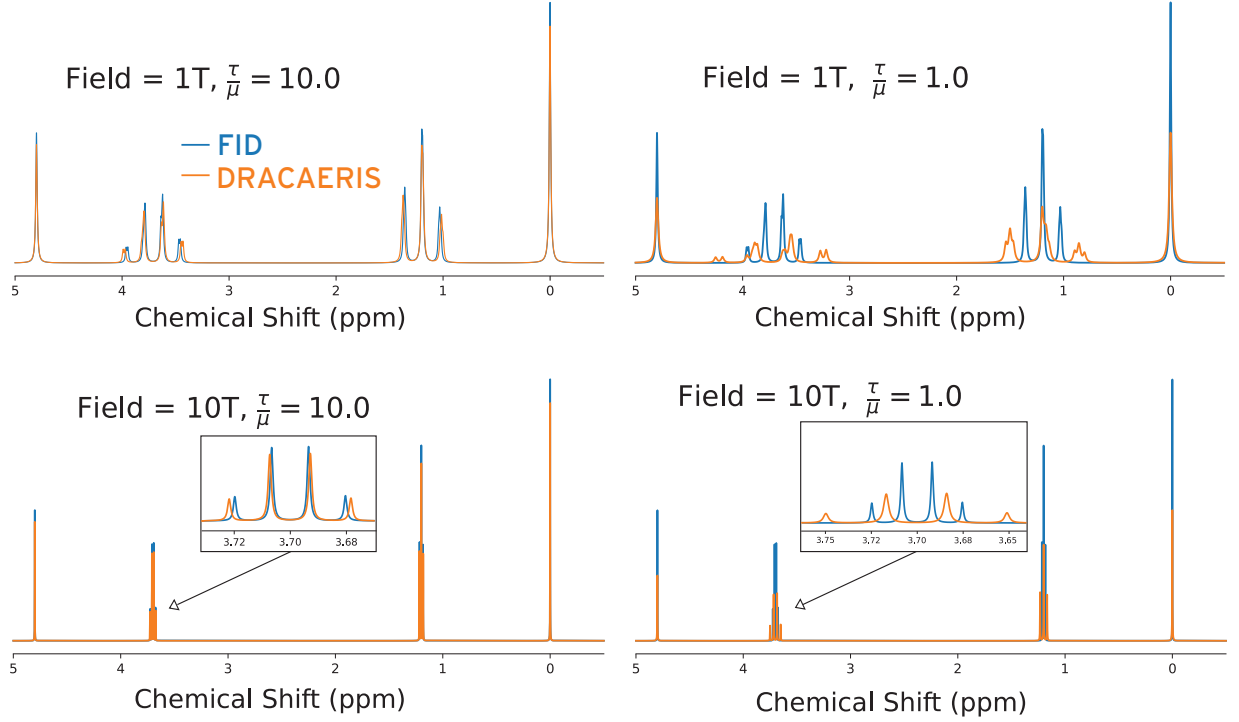 Field = 1T, τ/μ = 10.0
FID
DRACAERIS
5 4 3 2 1 0
Chemical Shift (ppm)
Field = 1T, τ/μ = 1.0
5 4 3 2 1 0
Chemical Shift (ppm)
Field = 10T, τ/μ = 10.0
3.72 3.70 3.68
5 4 3 2 1 0
Chemical Shift (ppm)
Field = 10T, τ/μ = 1.0
3.75 3.72 3.70 3.68 3.65
5 4 3 2 1 0
Chemical Shift (ppm)